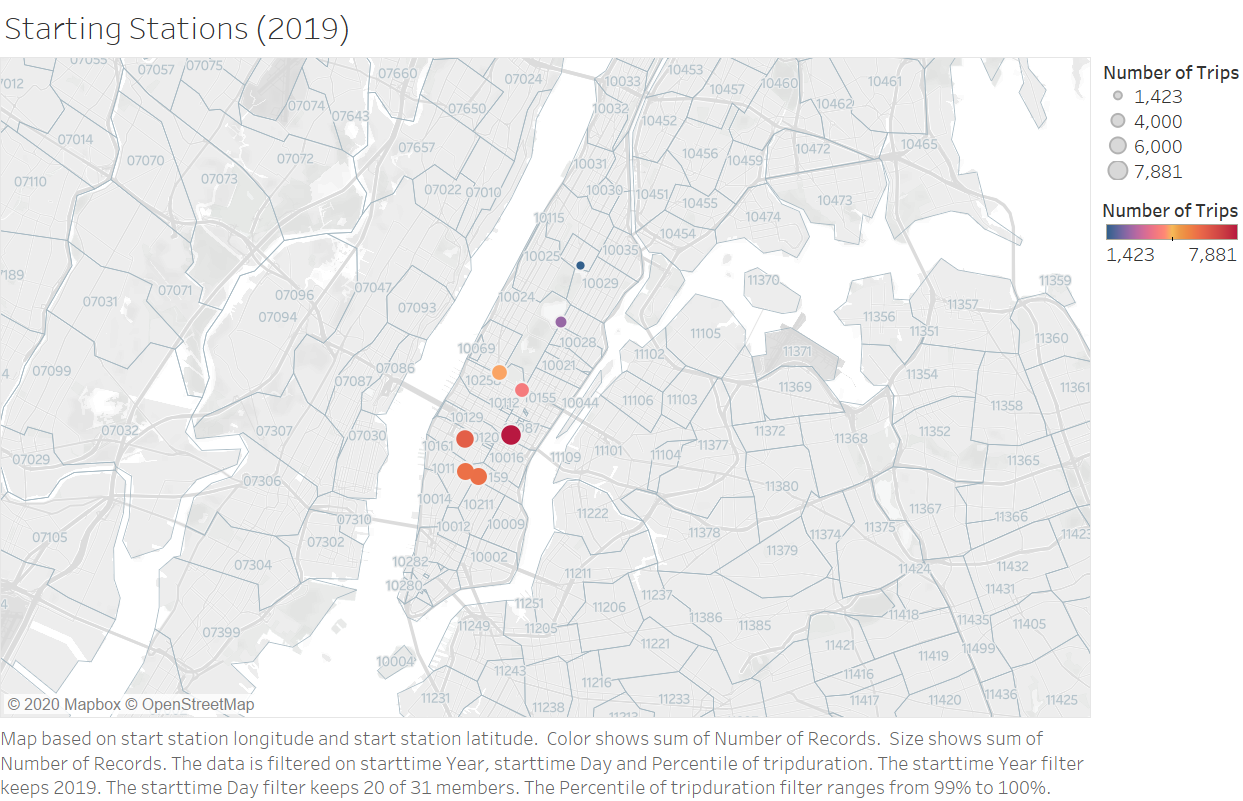 Starting Stations (2019)
Number of Trips
1,423
4,000
6,000
7,881
Number of Trips
1,423 7,881
07057 07075 07660 07024 10033 10453 10460 10461
07012 07074 07650 10032 10457 10462
07643 10452
07014 07657 10456 10472 10465
07070 07072 10031 10459
07110 07073 07022 07010 10030 10451 10455 10473
10115 10454 10474
10025 10035
07189 10029 11370 11359
07031 07071 07096 07047 10024 11357
07094 07093 11356
10028 11105 11351 11360
10069 11102 11371
07099 07086 10021 11354
07087 11369 11361
10112 10155 10044 11106 11103 11358
07032 07307 07030 10129 11372 11352
10161 11377 11368
07029 10016 11109 11101 11104 11365
07306 11380
10014 10211 11367
07310 10012 10009 11222 11366
07105 07302 11378 11374 11375
07304 10282 10002 11379 11424 11432
10280 11211 11431
11237
11251 11206 11386 11418 11435
07399 11249 11205 11385 11405
11221 11421 11499
10004 11419
11243 11416
11231 11216 11436
11238 11233 11417 11420 11425
© 2020 Mapbox © OpenStreetMap
Map based on start station longitude and start station latitude.  Color shows sum of Number of Records.  Size shows sum of
Number of Records. The data is filtered on starttime Year, starttime Day and Percentile of tripduration. The starttime Year filter
keeps 2019. The starttime Day filter keeps 20 of 31 members. The Percentile of tripduration filter ranges from 99% to 100%.